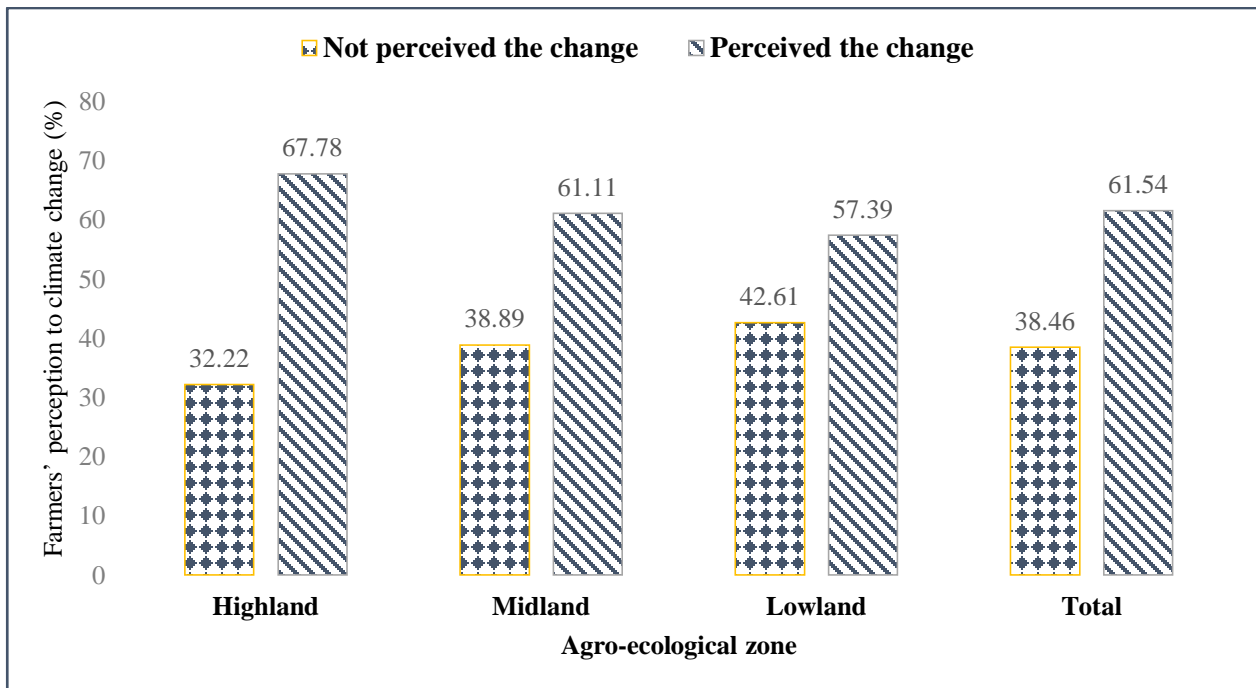 Not perceived the change
Perceived the change
Farmers’ perception to climate change (%)
80
70
60
50
40
30
20
10
0
67.78
61.11
57.39
61.54
32.22
38.89
42.61
38.46
Highland
Midland
Lowland
Total
Agro-ecological zone